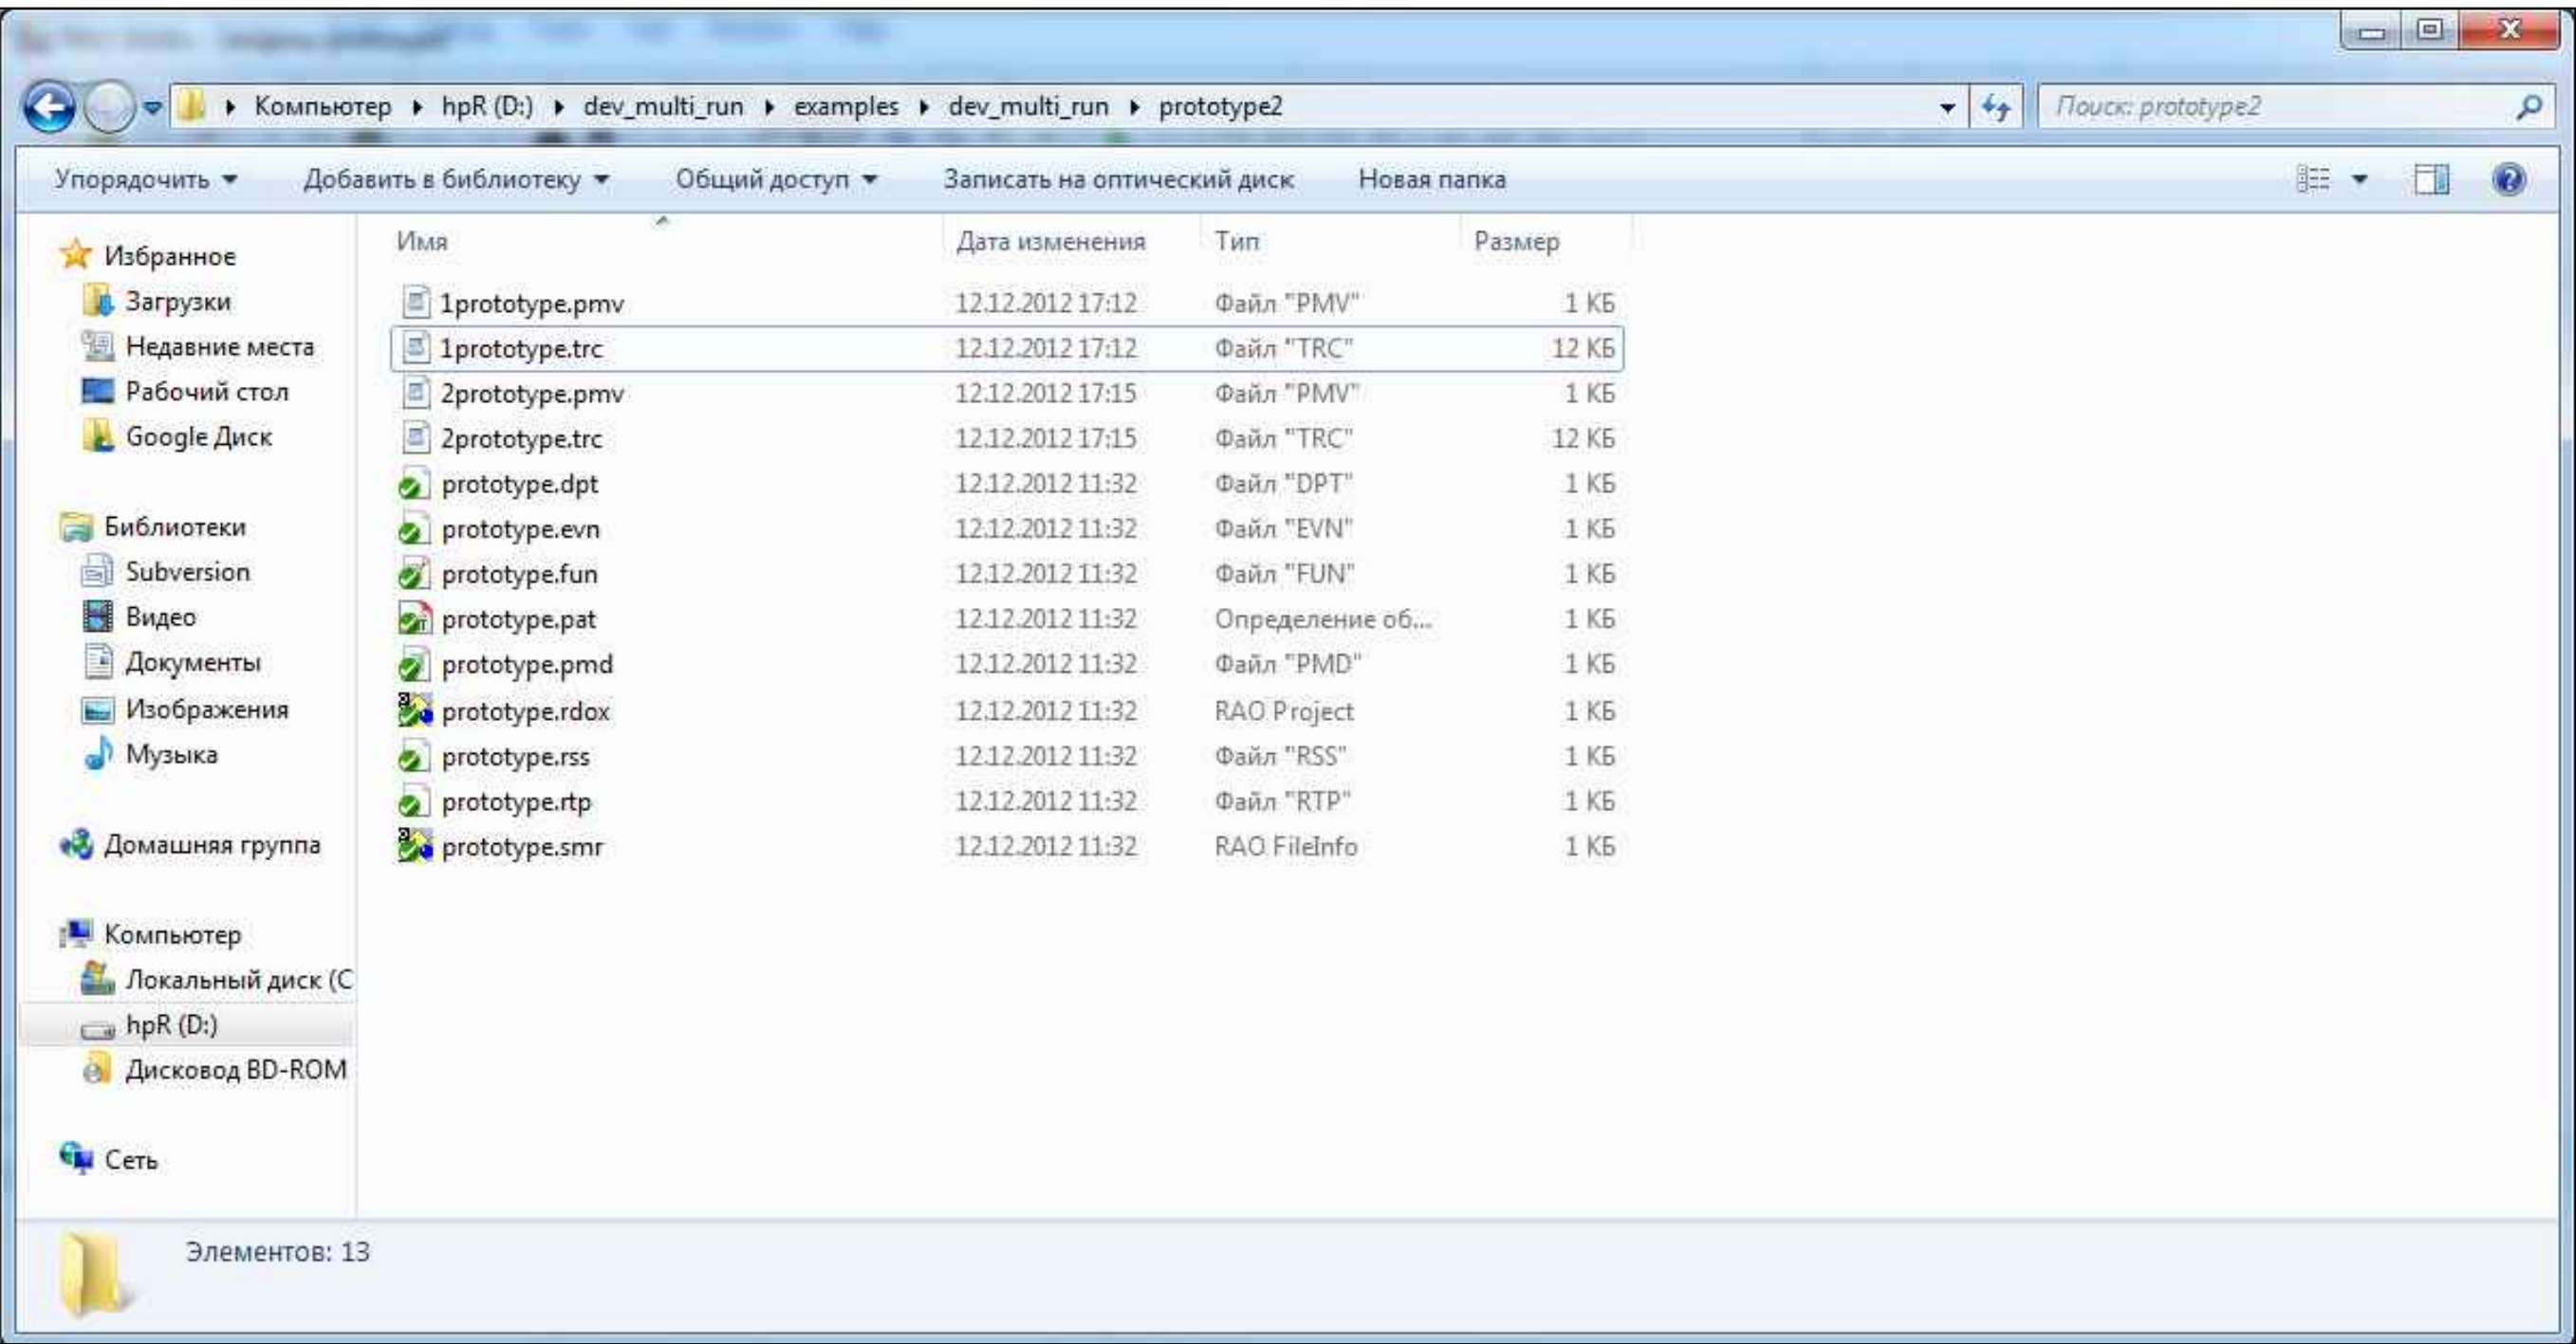 Компьютер ▸ hpR (D:) ▸ dev_multi_run ▸ examples ▸ dev_multi_run ▸ prototype2
Поиск: prototype2
Упорядочить Добавить в библиотеку Общий доступ Записать на оптический диск Новая папка
Избранное
Загрузки
Недавние места
Рабочий стол
Google Диск
Библиотеки
Subversion
Видео
Документы
Изображения
Музыка
Домашняя группа
Компьютер
Локальный диск (C
hpR (D:)
Дисковод BD-ROM
Сеть
Имя Дата изменения Тип Размер
1prototype.pmv 12.12.2012 17:12 Файл "PMV" 1 КБ
1prototype.trc 12.12.2012 17:12 Файл "TRC" 12 КБ
2prototype.pmv 12.12.2012 17:15 Файл "PMV" 1 КБ
2prototype.trc 12.12.2012 17:15 Файл "TRC" 12 КБ
prototype.dpt 12.12.2012 11:32 Файл "DPT" 1 КБ
prototype.evn 12.12.2012 11:32 Файл "EVN" 1 КБ
prototype.fun 12.12.2012 11:32 Файл "FUN" 1 КБ
prototype.pat 12.12.2012 11:32 Определение об... 1 КБ
prototype.pmd 12.12.2012 11:32 Файл "PMD" 1 КБ
prototype.rdox 12.12.2012 11:32 RAO Project 1 КБ
prototype.rss 12.12.2012 11:32 Файл "RSS" 1 КБ
prototype.rtp 12.12.2012 11:32 Файл "RTP" 1 КБ
prototype.smr 12.12.2012 11:32 RAO FileInfo 1 КБ
Элементов: 13